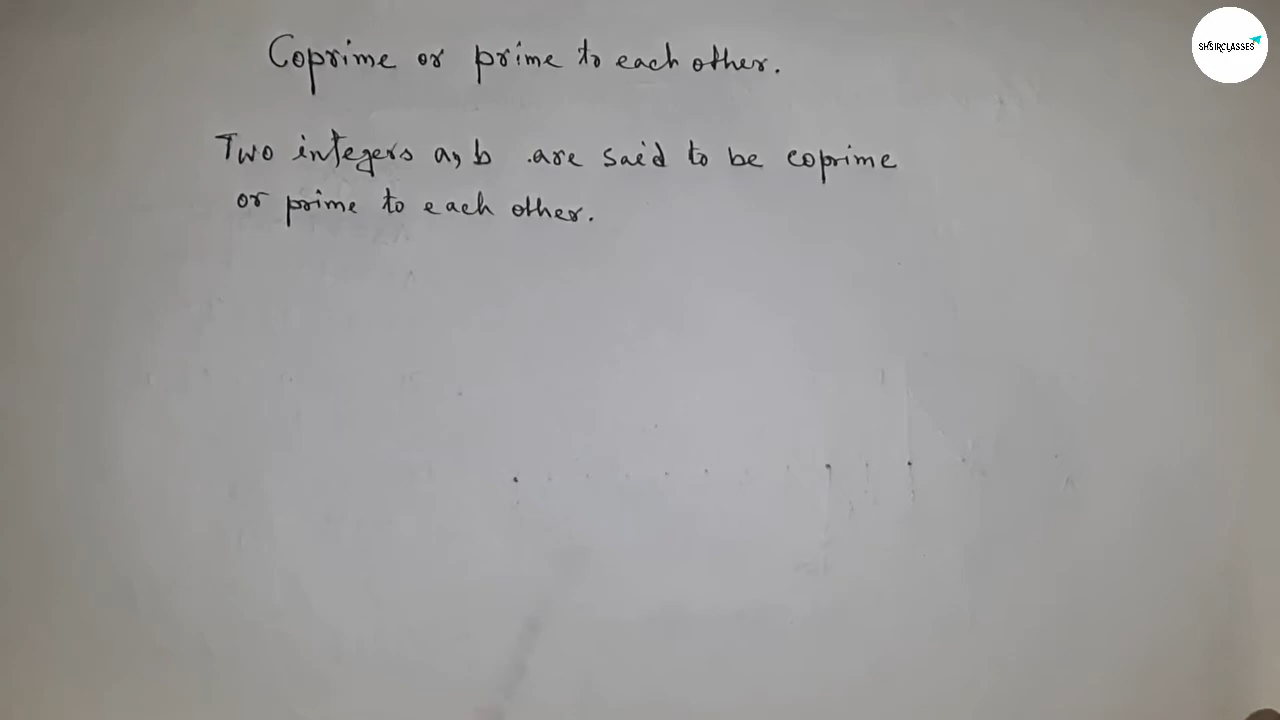 Coprime or prime to each other.
SHSIRCLASSES
Two integers a, b .are said to be coprime
or prime to each other.